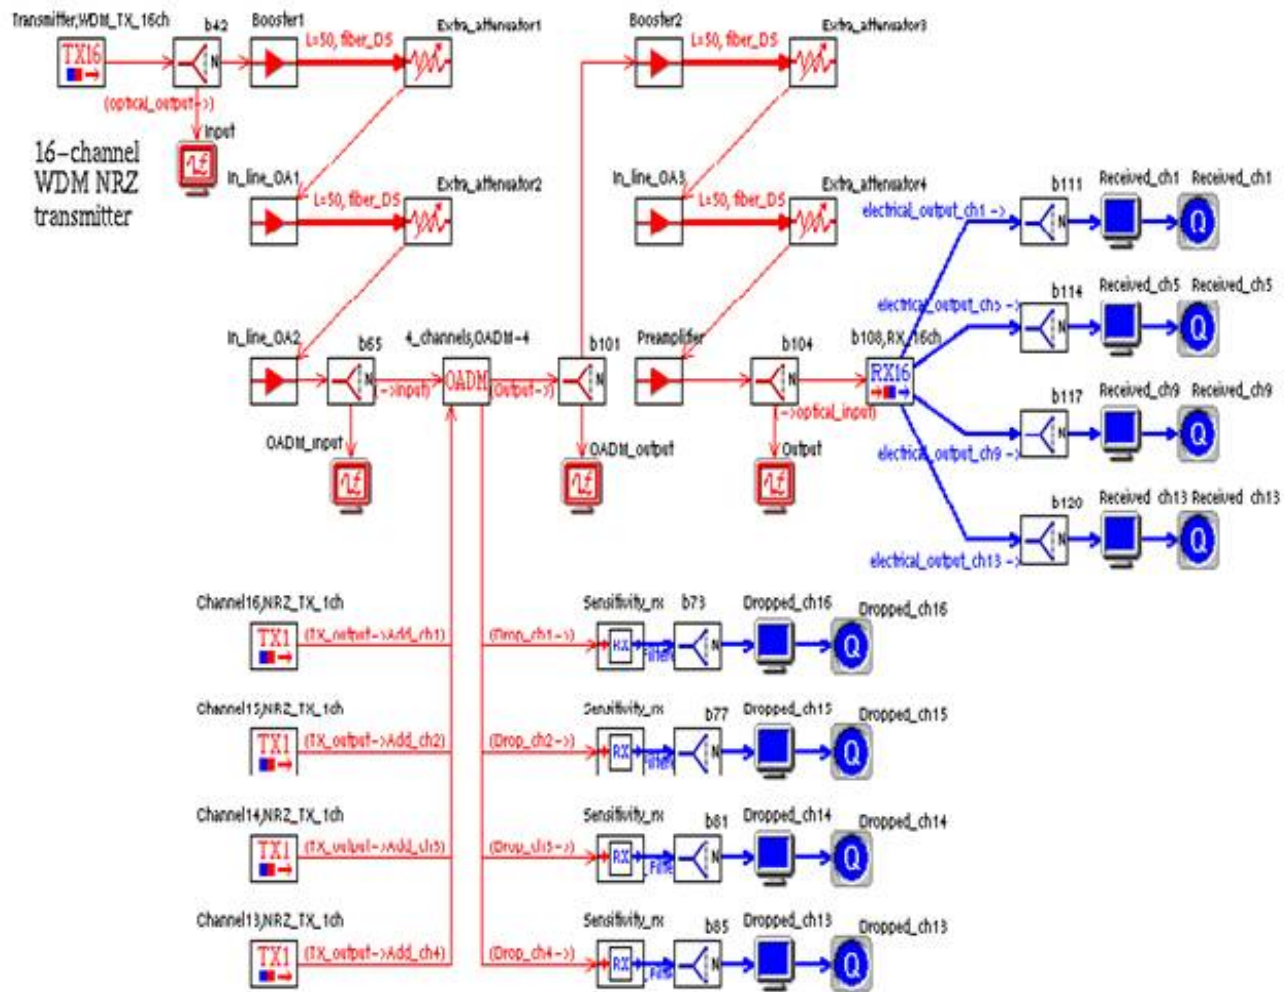 Transmitter,WDM_TX_16ch
b42
Booster1
Extra_attenuator1
Booster2
Extra_attenuator3
TX16
N
L=50, fiber_DS
L=50, fiber_DS
(optical_output->)
Input
16-channel
WDM NRZ
transmitter
In_line_OA1
Extra_attenuator2
In_line_OA3
Extra_attenuator4
L=50, fiber_DS
L=50, fiber_DS
b111
Received_ch1
Received_ch1
electrical_output_ch1 ->
N
Q
b114
Received_ch5
Received_ch5
electrical_output_ch5 ->
N
Q
In_line_OA2
b65
4_channels,OADM-4
b101
Preamplifier
b104
b108,RX_16ch
N
(->input)
OADM
(Output->)
N
N
RX16
(->optical_input)
b117
Received_ch9
Received_ch9
N
Q
electrical_output_ch9 ->
OADM_input
OADM_output
Output
b120
Received_ch13
Received_ch13
N
Q
electrical_output_ch13 ->
Channel16,NRZ_TX_1ch
Sensitivity_rx
b73
Dropped_ch16
Dropped_ch16
TX1
(TX_output->Add_ch1)
(Drop_ch1->)
RX
N
Q
Channel15,NRZ_TX_1ch
Sensitivity_rx
b77
Dropped_ch15
Dropped_ch15
TX1
(TX_output->Add_ch2)
(Drop_ch2->)
RX
N
Q
Channel14,NRZ_TX_1ch
Sensitivity_rx
b81
Dropped_ch14
Dropped_ch14
TX1
(TX_output->Add_ch3)
(Drop_ch3->)
RX
N
Q
Channel13,NRZ_TX_1ch
Sensitivity_rx
b85
Dropped_ch13
Dropped_ch13
TX1
(TX_output->Add_ch4)
(Drop_ch4->)
RX
N
Q